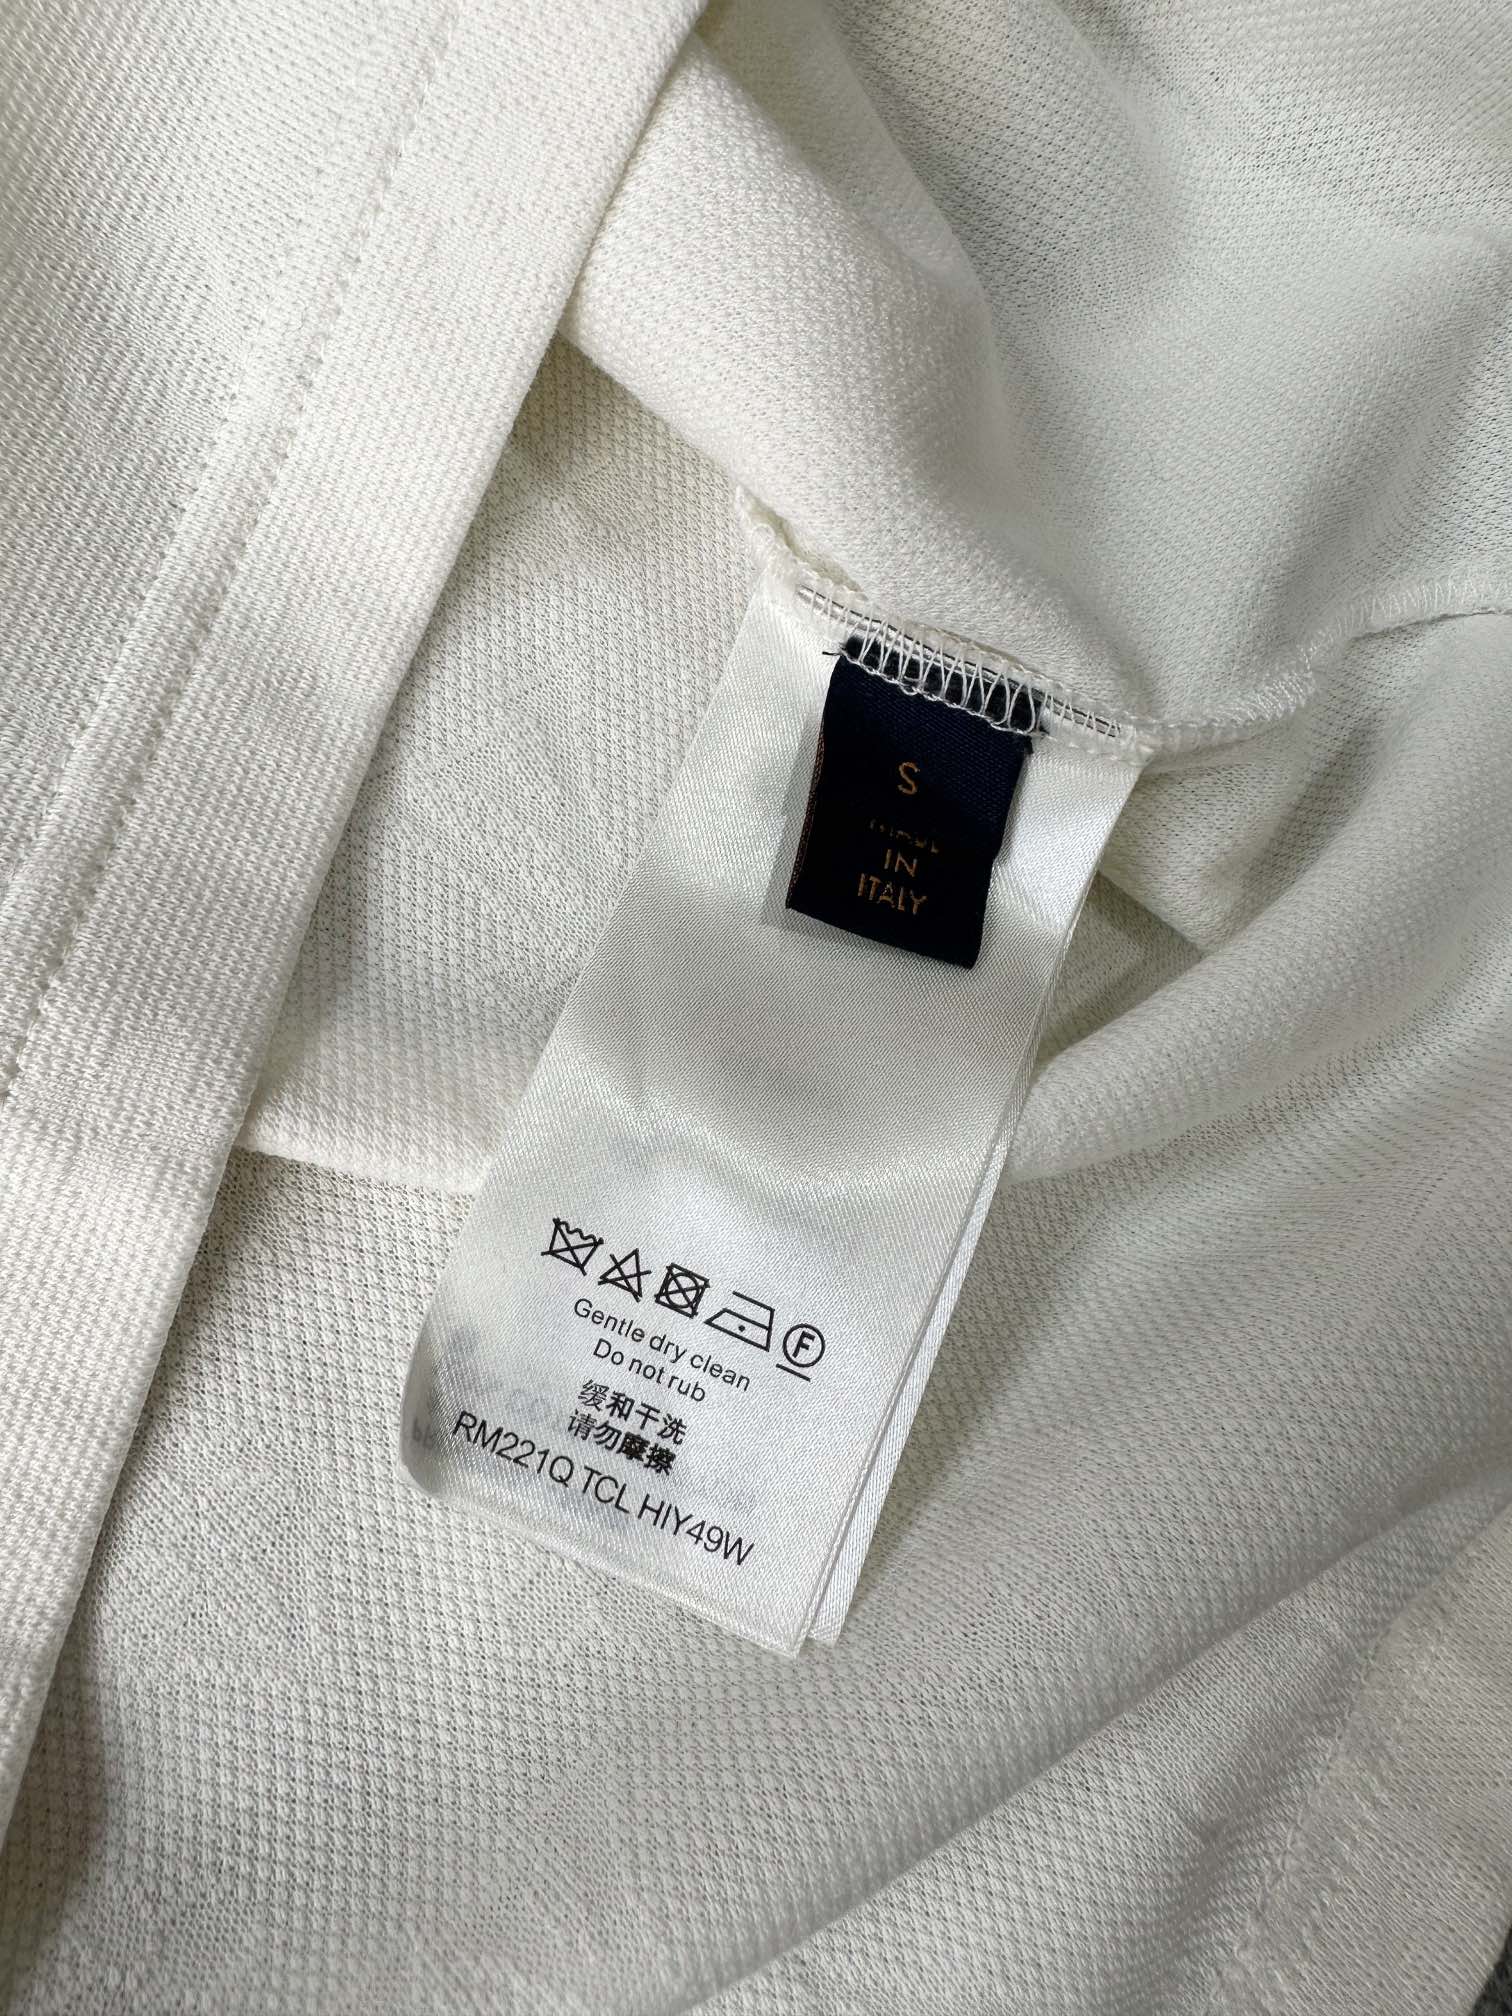 S
MADE
IN
ITALY
F
Gentle dry clean
Do not rub
缓和干洗
请勿摩擦
RM221Q TCL HIY49W